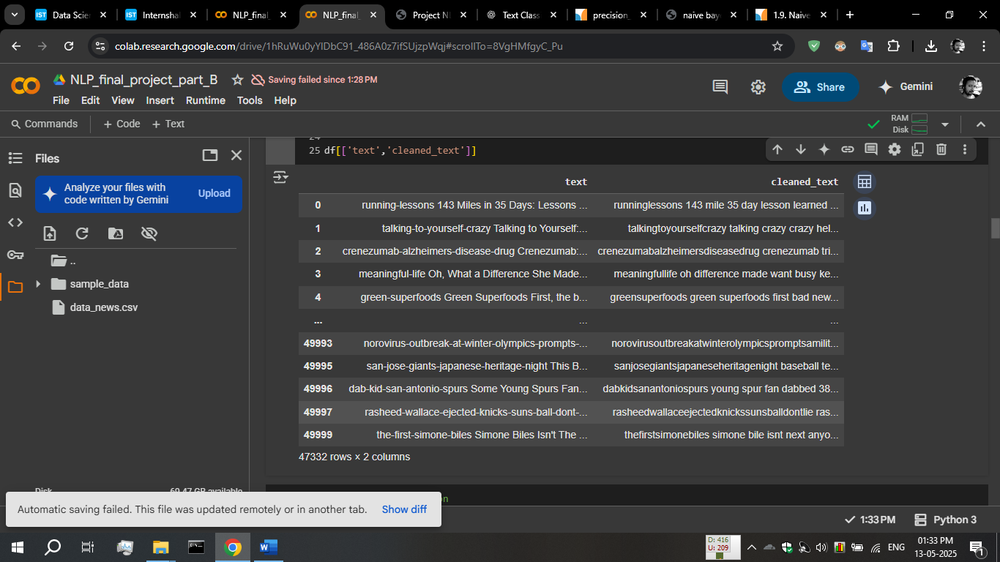 Data Scien
Internshal
NLP_final_
NLP_final_
Project NL
Text Class
precision_
naive bay
1.9. Naive
colab.research.google.com/drive/1hRuWu0yYlDbC91_486A0z7ifSUjzpWqj#scrollTo=8VgHMfgyC_Pu
NLP_final_project_part_B
Saving failed since 1:28 PM
File Edit View Insert Runtime Tools Help
Share
Gemini
Commands + Code + Text
RAM
Disk
Files
Analyze your files with
code written by Gemini
Upload
..
sample_data
data_news.csv
Disk 69.47 GB available
24
25 df[['text','cleaned_text']]
text cleaned_text
0 running-lessons 143 Miles in 35 Days: Lessons ... runninglessons 143 mile 35 day lesson learned ...
1 talking-to-yourself-crazy Talking to Yourself:... talkingtoyourselfcrazy talking crazy crazy hel...
2 crenezumab-alzheimers-disease-drug Crenezumab:... crenezumabalzheimersdiseasedrug crenezumab tri...
3 meaningful-life Oh, What a Difference She Made... meaningfullife oh difference made want busy ke...
4 green-superfoods Green Superfoods First, the b... greensuperfoods green superfoods first bad new...
... ... ...
49993 norovirus-outbreak-at-winter-olympics-prompts-... norovirusoutbreakatwinterolympicspromptsamilit...
49995 san-jose-giants-japanese-heritage-night This B... sanjosegiantsjapaneseheritagenight baseball te...
49996 dab-kid-san-antonio-spurs Some Young Spurs Fan... dabkidsanantoniospurs young spur fan dabbed 38...
49997 rasheed-wallace-ejected-knicks-suns-ball-dont-... rasheedwallaceejectedknickssunsballdontlie ras...
49999 the-first-simone-biles Simone Biles Isn't The ... thefirstsimonebiles simone bile isnt next anyo...
47332 rows × 2 columns
Automatic saving failed. This file was updated remotely or in another tab. Show diff
1:33 PM Python 3
D: 416
U: 209
ENG
01:33 PM
13-05-2025
1